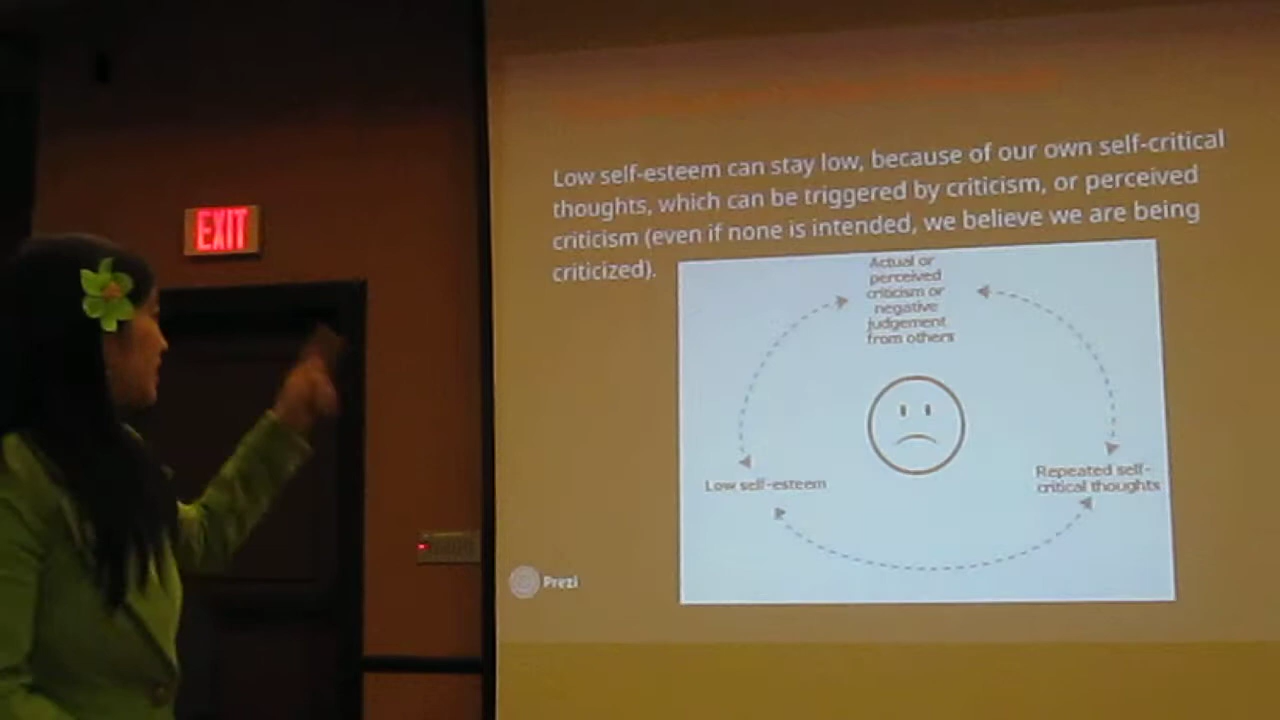 EXIT
Low self-esteem can stay low, because of our own self-critical
thoughts, which can be triggered by criticism, or perceived
criticism (even if none is intended, we believe we are being
criticized).
Actual or
perceived
criticism or
negative
judgement
from others
Low self-esteem
Repeated self-
critical thoughts
Prezi